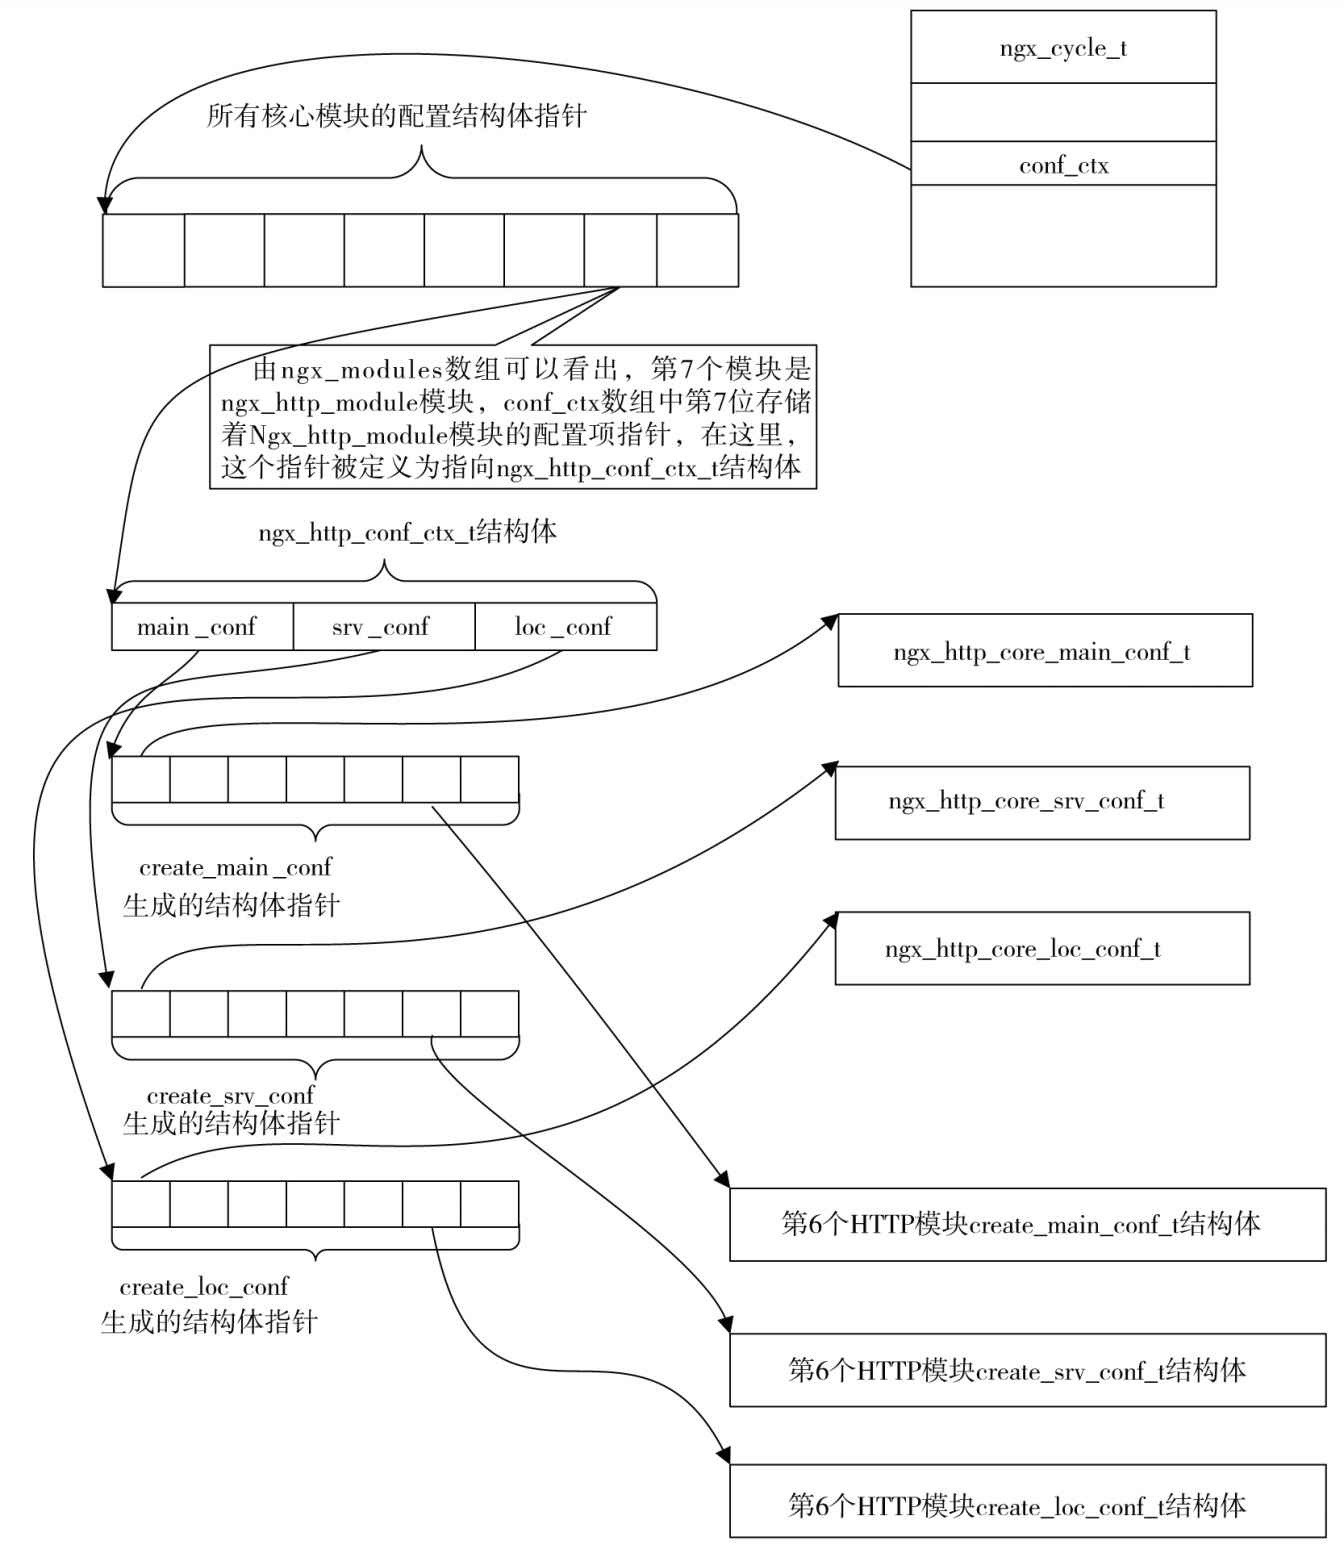 ngx_cycle_t
所有核心模块的配置结构体指针
conf_ctx
由ngx_modules数组可以看出，第7个模块是
ngx_http_module模块，conf_ctx数组中第7位存储
着Ngx_http_module模块的配置项指针，在这里，
这个指针被定义为指向ngx_http_conf_ctx_t结构体
ngx_http_conf_ctx_t结构体
main_conf
srv_conf
loc_conf
ngx_http_core_main_conf_t
ngx_http_core_srv_conf_t
create_main_conf
生成的结构体指针
ngx_http_core_loc_conf_t
create_srv_conf
生成的结构体指针
第6个HTTP模块create_main_conf_t结构体
create_loc_conf
生成的结构体指针
第6个HTTP模块create_srv_conf_t结构体
第6个HTTP模块create_loc_conf_t结构体